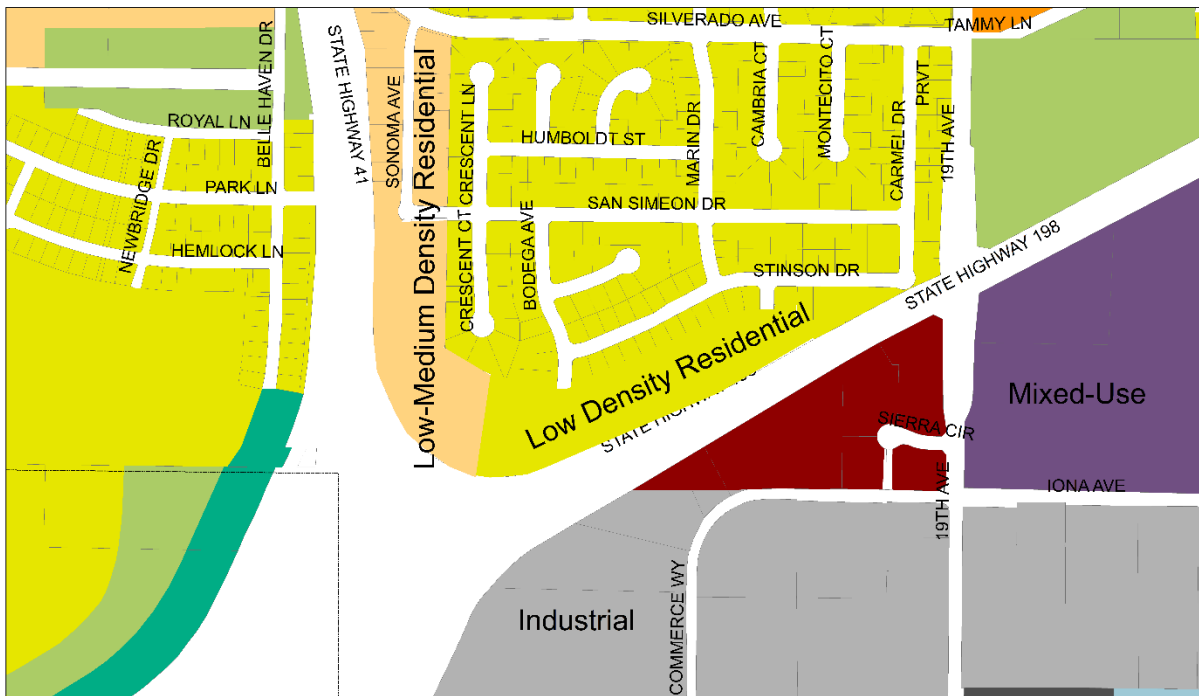 SILVERADO AVE
TAMMY LN
BELLE HAVEN DR
STATE HIGHWAY 41
SONOMA AVE
Low-Medium Density Residential
CRESCENT LN
CRESCENT CT
HUMBOLDT ST
MARIN DR
CAMBRIA CT
MONTECITO CT
CARMEL DR
PRVT
19TH AVE
ROYAL LN
NEWBRIDGE DR
PARK LN
HEMLOCK LN
SAN SIMEON DR
BODEGA AVE
STINSON DR
STATE HIGHWAY 198
Low Density Residential
STATE HIGHWAY
Mixed-Use
SIERRA CIR
IONA AVE
19TH AVE
COMMERCE WY
Industrial